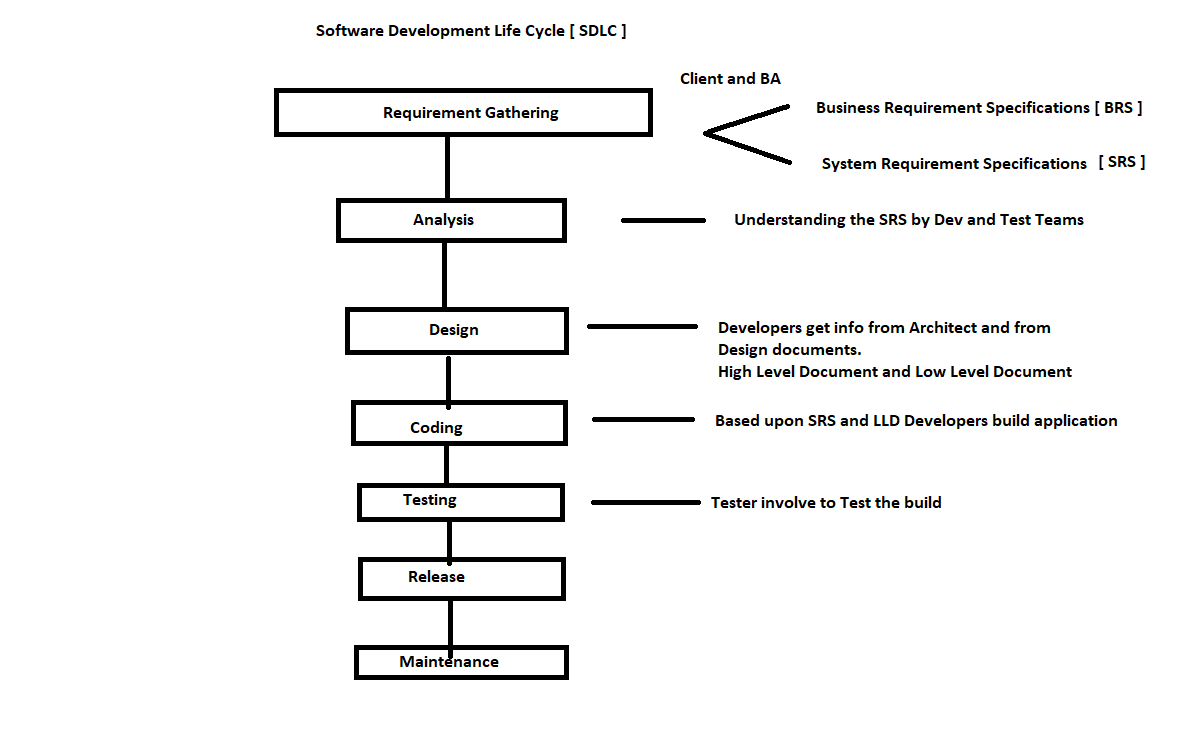 Software Development Life Cycle [ SDLC ]
Client and BA
Requirement Gathering
Business Requirement Specifications [ BRS ]
System Requirement Specifications [ SRS ]
Analysis
Understanding the SRS by Dev and Test Teams
Design
Developers get info from Architect and from
Design documents.
High Level Document and Low Level Document
Coding
Based upon SRS and LLD Developers build application
Testing
Tester involve to Test the build
Release
Maintenance